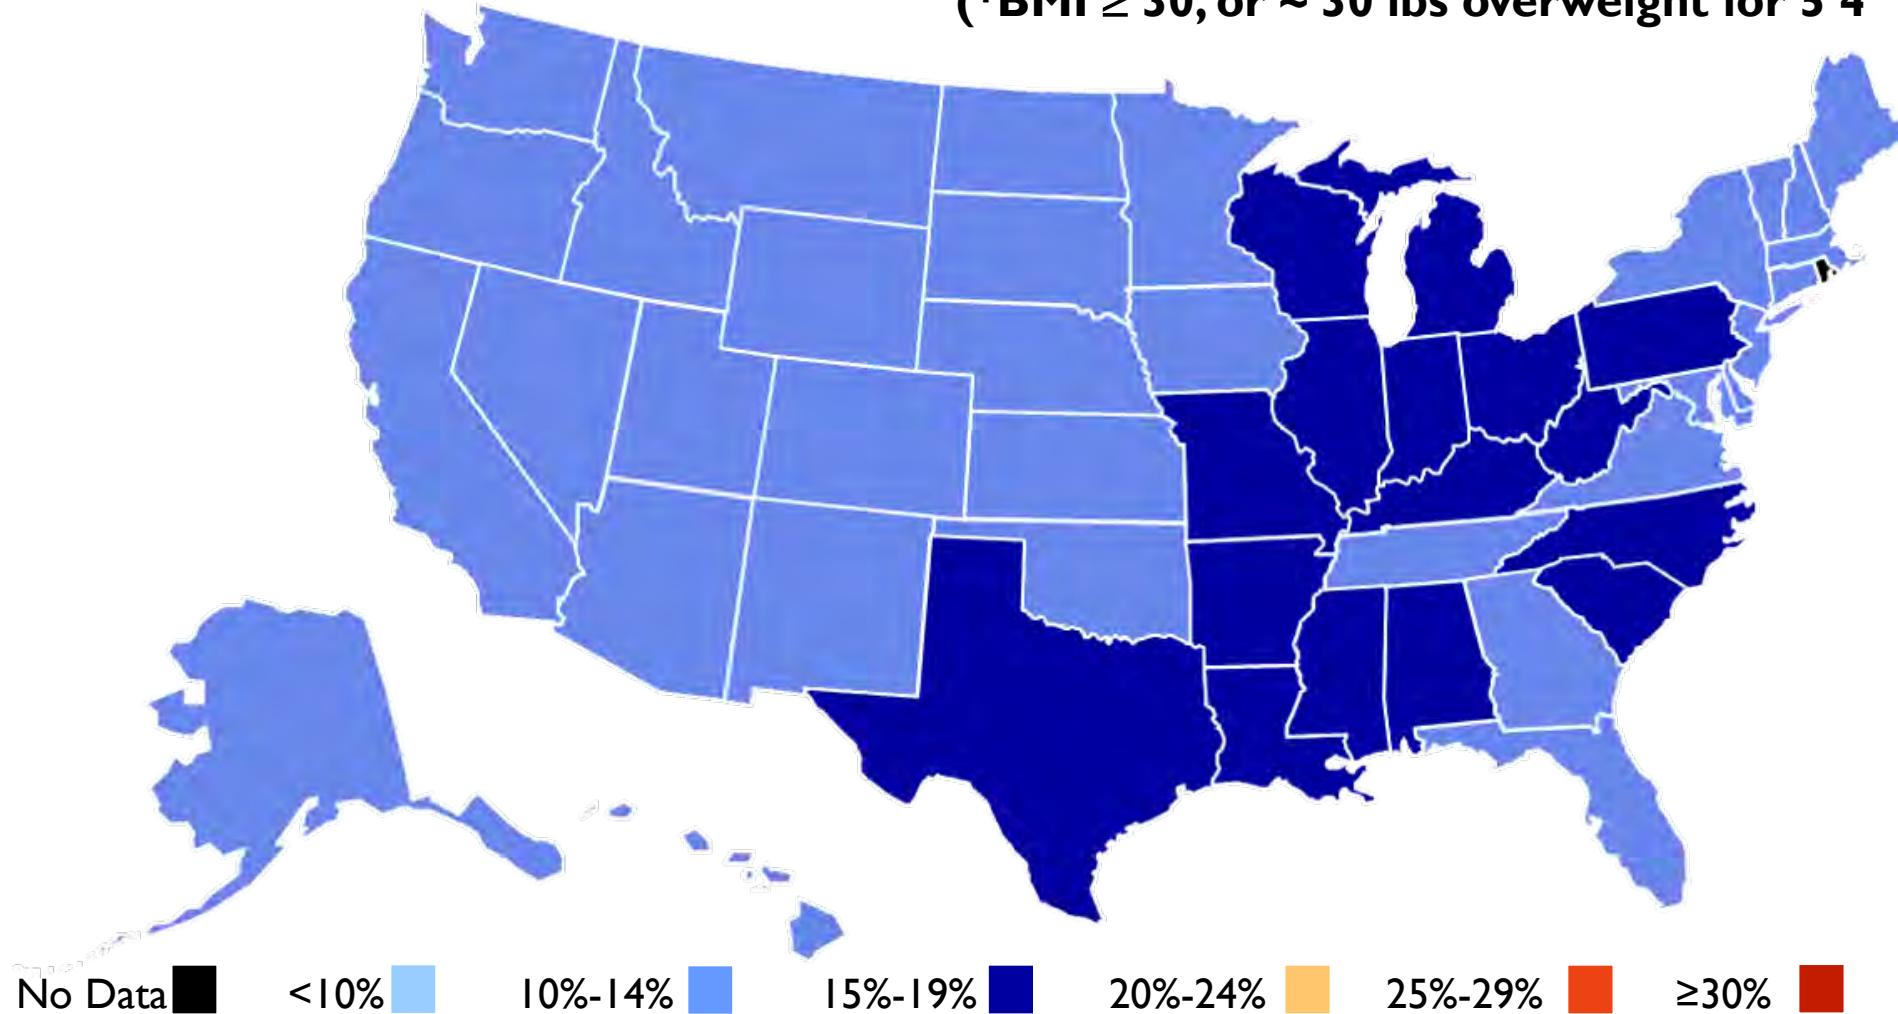 (*BMI ≥ 30, or ~ 30 lbs overweight for 5'4"
No Data <10% 10%-14% 15%-19% 20%-24% 25%-29% ≥30%